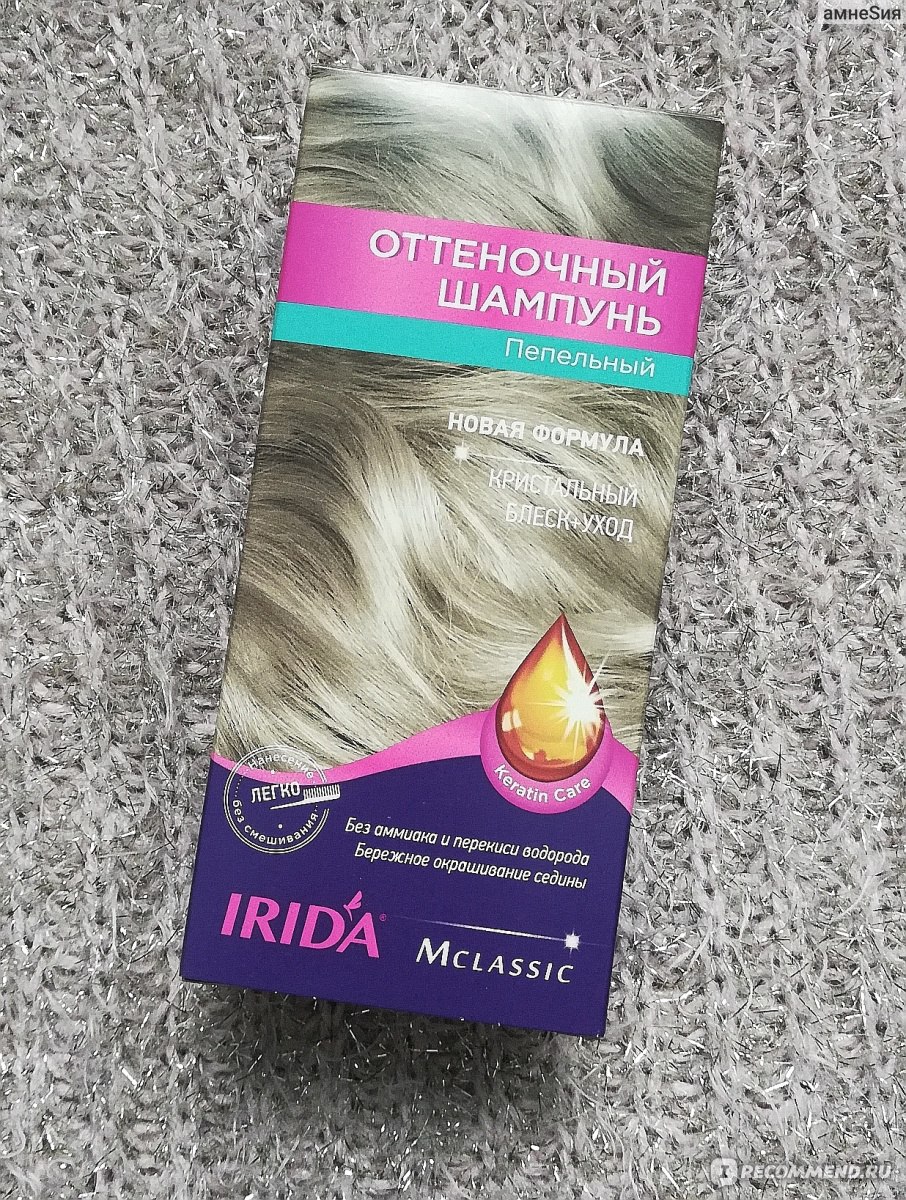 амнеSия
ОТТЕНОЧНЫЙ
ШАМПУНЬ
Пепельный
НОВАЯ ФОРМУЛА
КРИСТАЛЬНЫЙ
БЛЕСК+УХОД
Keratin Care
Нанесение
ЛЕГКО
без смешивания
Без аммиака и перекиси водорода
Бережное окрашивание седины
IRIDA®
MCLASSIC
RECOMMEND.RU